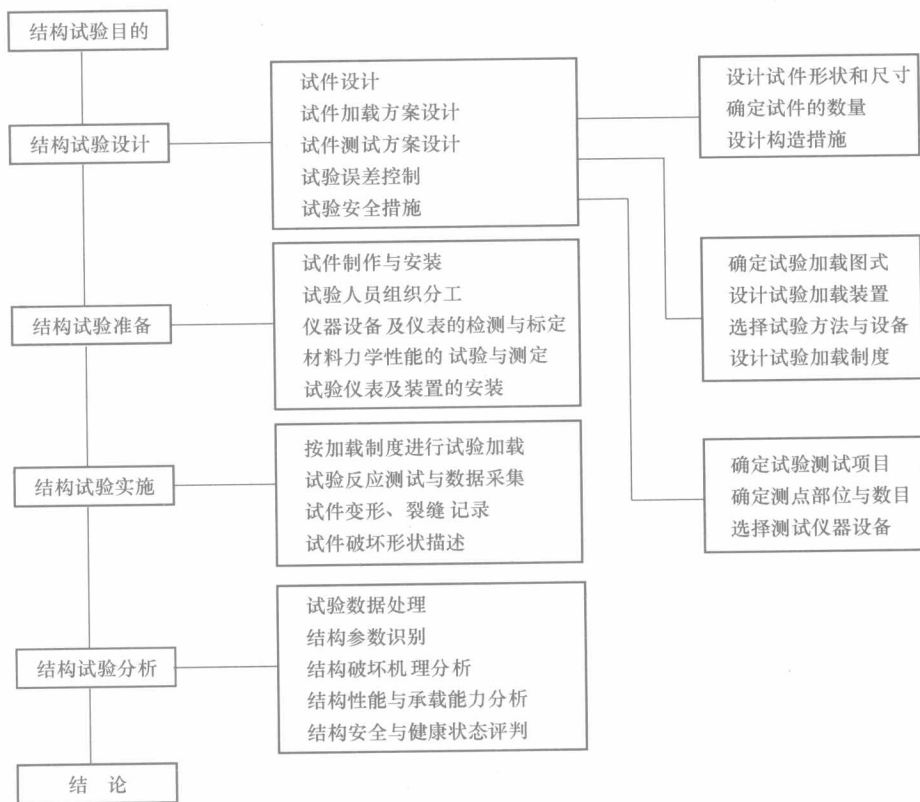 结构试验目的
结构试验设计
试件设计
试件加载方案设计
试件测试方案设计
试验误差控制
试验安全措施
设计试件形状和尺寸
确定试件的数量
设计构造措施
确定试验加载图式
设计试验加载装置
选择试验方法与设备
设计试验加载制度
确定试验测试项目
确定测点部位与数目
选择测试仪器设备
结构试验准备
试件制作与安装
试验人员组织分工
仪器设备及仪表的检测与标定
材料力学性能的试验与测定
试验仪表及装置的安装
结构试验实施
按加载制度进行试验加载
试验反应测试与数据采集
试件变形、裂缝记录
试件破坏形状描述
结构试验分析
试验数据处理
结构参数识别
结构破坏机理分析
结构性能与承载能力分析
结构安全与健康状态评判
结 论